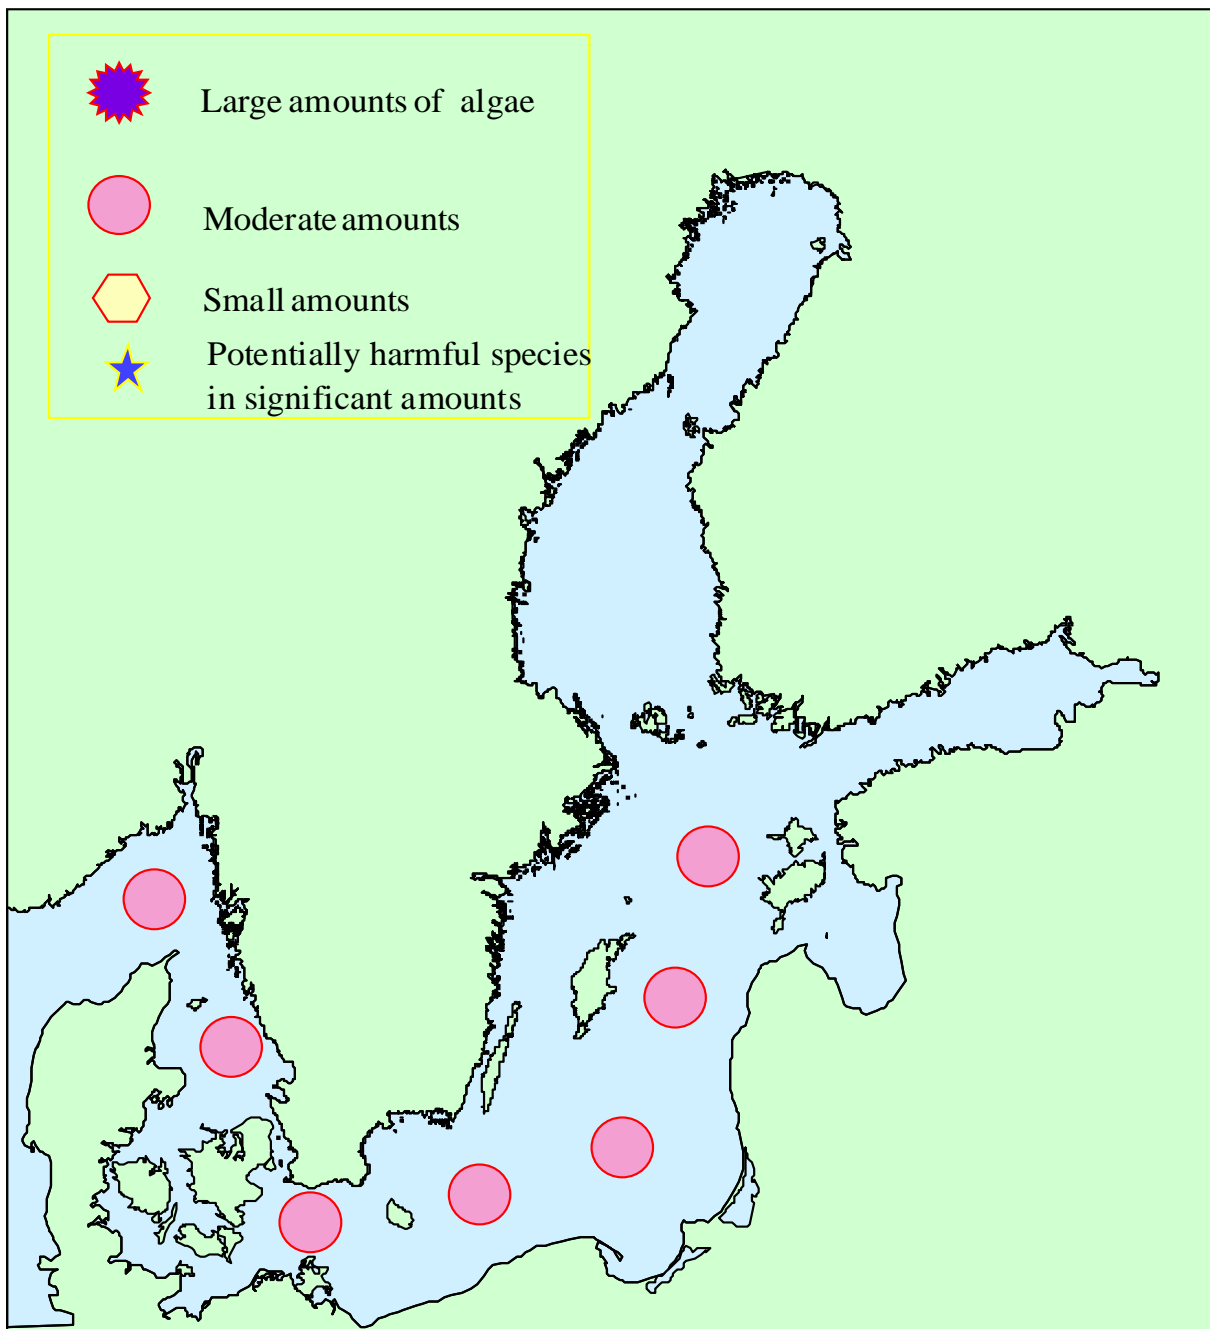 Large amounts of algae
Moderate amounts
Small amounts
Potentially harmful species
in significant amounts